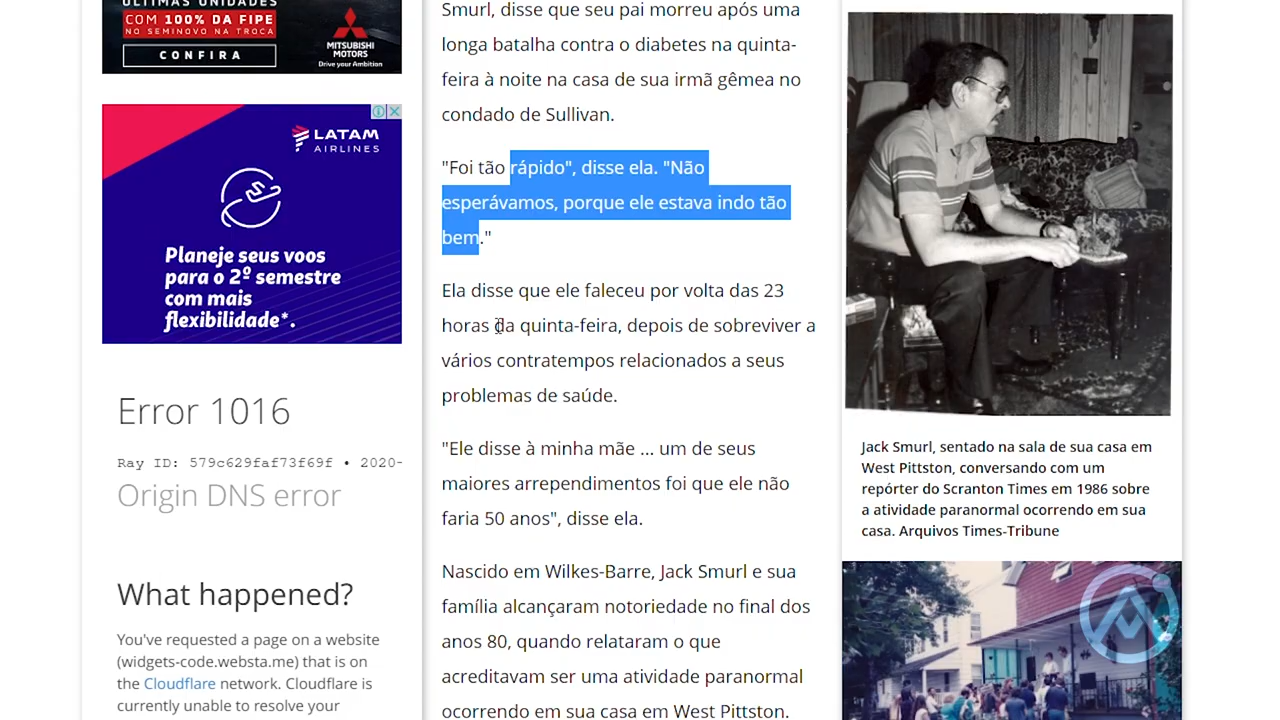 ÚLTIMAS UNIDADES
COM 100% DA FIPE
NO SEMINOVO NA TROCA
CONFIRA
MITSUBISHI
MOTORS
Drive your Ambition
LATAM
AIRLINES
Planeje seus voos
para o 2º semestre
com mais
flexibilidade*.
Error 1016
Ray ID: 579c629faf73f69f • 2020-
Origin DNS error
What happened?
You've requested a page on a website
(widgets-code.websta.me) that is on
the Cloudflare network. Cloudflare is
currently unable to resolve your
Smurl, disse que seu pai morreu após uma
longa batalha contra o diabetes na quinta-
feira à noite na casa de sua irmã gêmea no
condado de Sullivan.
"Foi tão rápido", disse ela. "Não
esperávamos, porque ele estava indo tão
bem."
Ela disse que ele faleceu por volta das 23
horas da quinta-feira, depois de sobreviver a
vários contratempos relacionados a seus
problemas de saúde.
"Ele disse à minha mãe ... um de seus
maiores arrependimentos foi que ele não
faria 50 anos", disse ela.
Nascido em Wilkes-Barre, Jack Smurl e sua
família alcançaram notoriedade no final dos
anos 80, quando relataram o que
acreditavam ser uma atividade paranormal
ocorrendo em sua casa em West Pittston.
Jack Smurl, sentado na sala de sua casa em
West Pittston, conversando com um
repórter do Scranton Times em 1986 sobre
a atividade paranormal ocorrendo em sua
casa. Arquivos Times-Tribune